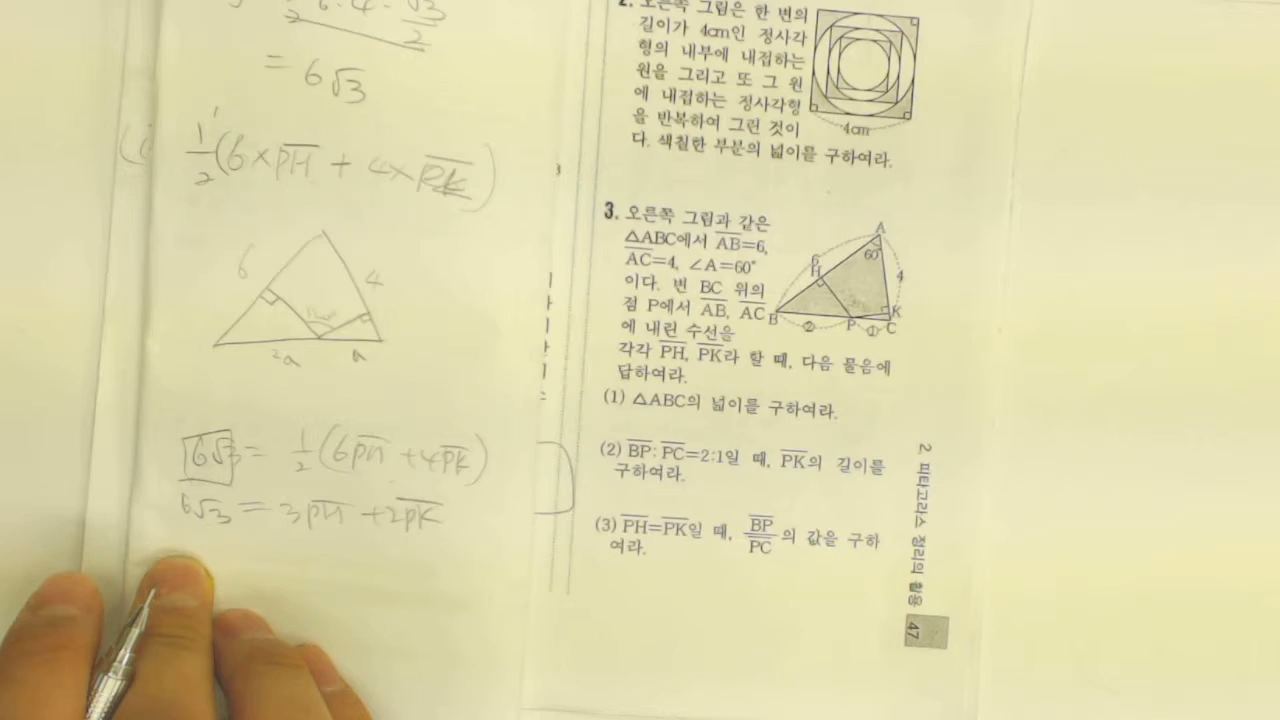 = 6√3
1/2(6×PH + 4×PK)
6
4
2a
a
6√3 = 1/2(6PH + 4PK)
6√3 = 3PH + 2PK
2. 오른쪽 그림은 한 변의
길이가 4cm인 정사각
형의 내부에 내접하는
원을 그리고 또 그 원
에 내접하는 정사각형
을 반복하여 그린 것이
다. 색칠한 부분의 넓이를 구하여라.
4cm
3. 오른쪽 그림과 같은
△ABC에서 AB=6,
AC=4, ∠A=60°
이다. 변 BC 위의
점 P에서 AB, AC
에 내린 수선을
각각 PH, PK라 할 때, 다음 물음에
답하여라.
A
60°
6
H
4
K
B
②
P
①
C
(1) △ABC의 넓이를 구하여라.
(2) BP:PC=2:1일 때, PK의 길이를
구하여라.
(3) PH=PK일 때, BP/PC의 값을 구하
여라.
2 피타고라스 정리의 활용
47